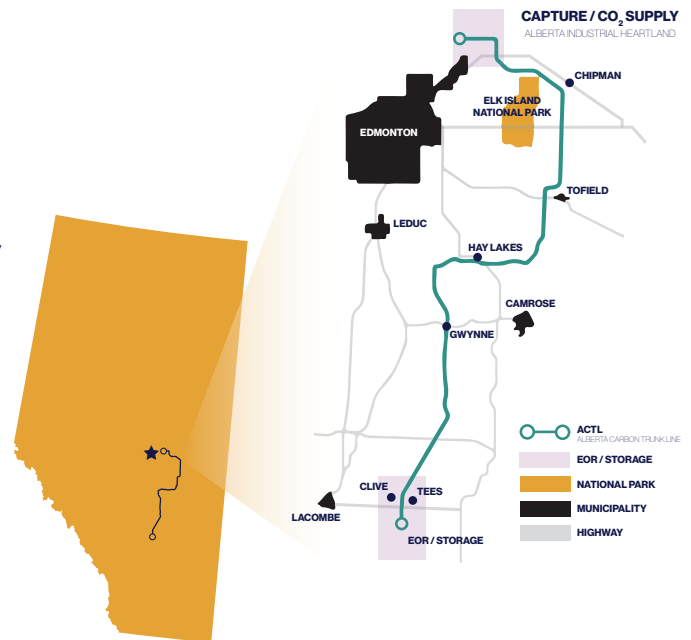 CAPTURE / CO₂ SUPPLY
ALBERTA INDUSTRIAL HEARTLAND
CHIPMAN
ELK ISLAND
NATIONAL PARK
EDMONTON
TOFIELD
LEDUC
HAY LAKES
CAMROSE
GWYNNE
CLIVE
TEES
LACOMBE
EOR / STORAGE
ACTL
ALBERTA CARBON TRUNK LINE
EOR / STORAGE
NATIONAL PARK
MUNICIPALITY
HIGHWAY